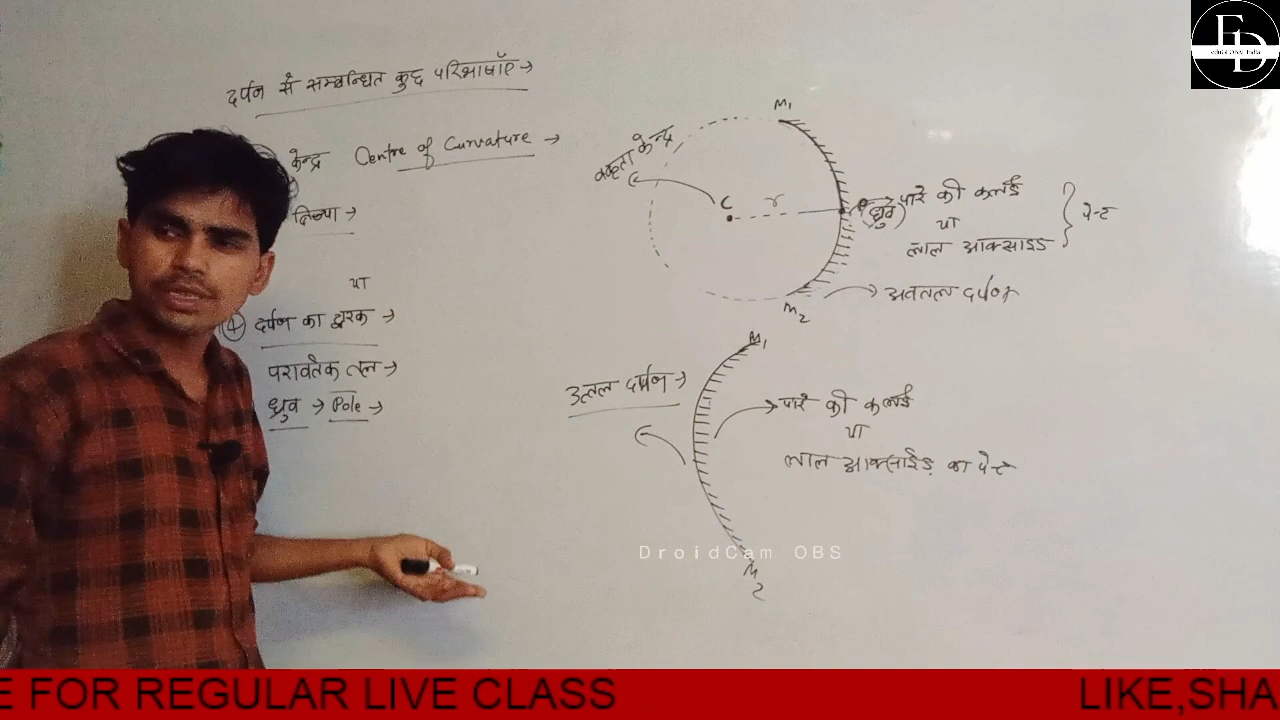 दर्पण से सम्बन्धित कुछ परिभाषाएँ →
केन्द्र Centre of Curvature →
त्रिज्या →
या
④ दर्पण का द्वारक →
परावर्तक तल →
ध्रुव → Pole →
M₁
वक्रता केन्द्र
C r P
(ध्रुव)
→ पारे की कलई
या
लाल आक्साइड
} पेन्ट
M₂
→ अवतल दर्पण
M₁
उत्तल दर्पण →
→ पारे की कलई
या
लाल आक्साईड का पेन्ट
M₂
DroidCam OBS
ED
E FOR REGULAR LIVE CLASS LIKE,SHA